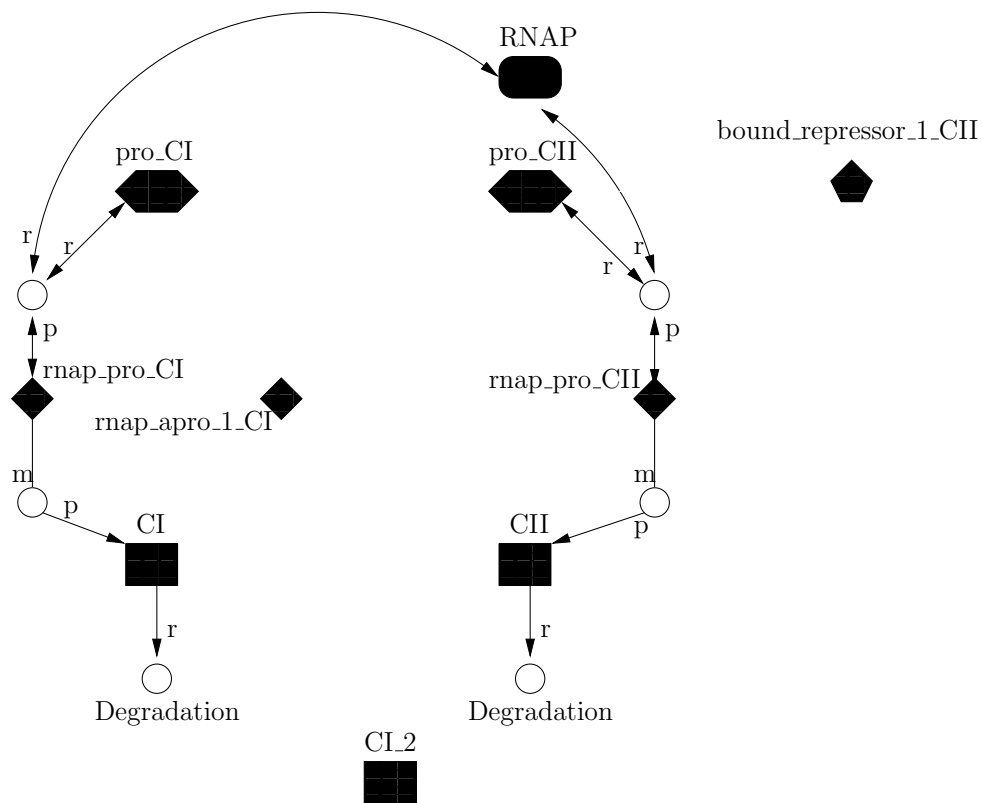 RNAP
bound_repressor_1_CII
pro_CI
pro_CII
r
r
r
r
p
p
rnap_pro_CI
rnap_pro_CII
rnap_apro_1_CI
m
m
p
p
CI
CII
r
r
Degradation
Degradation
CI_2